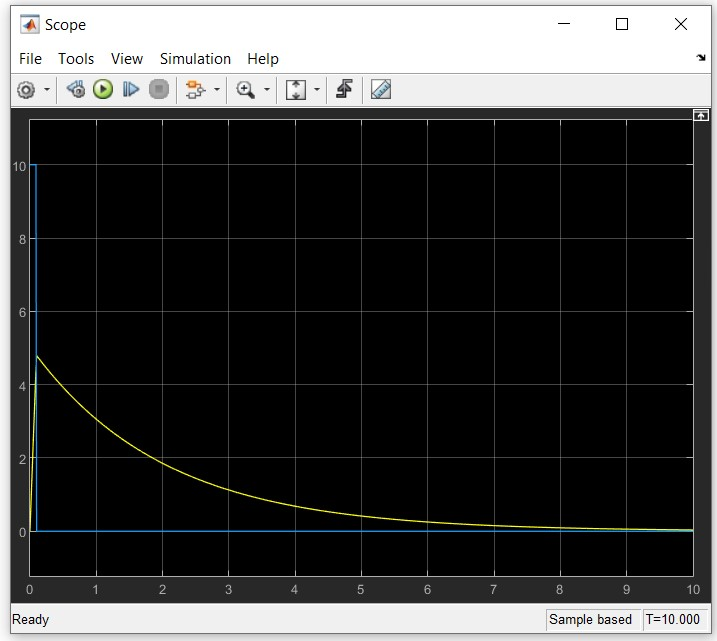 Scope
File Tools View Simulation Help
10
8
6
4
2
0
0 1 2 3 4 5 6 7 8 9 10
Ready Sample based T=10.000